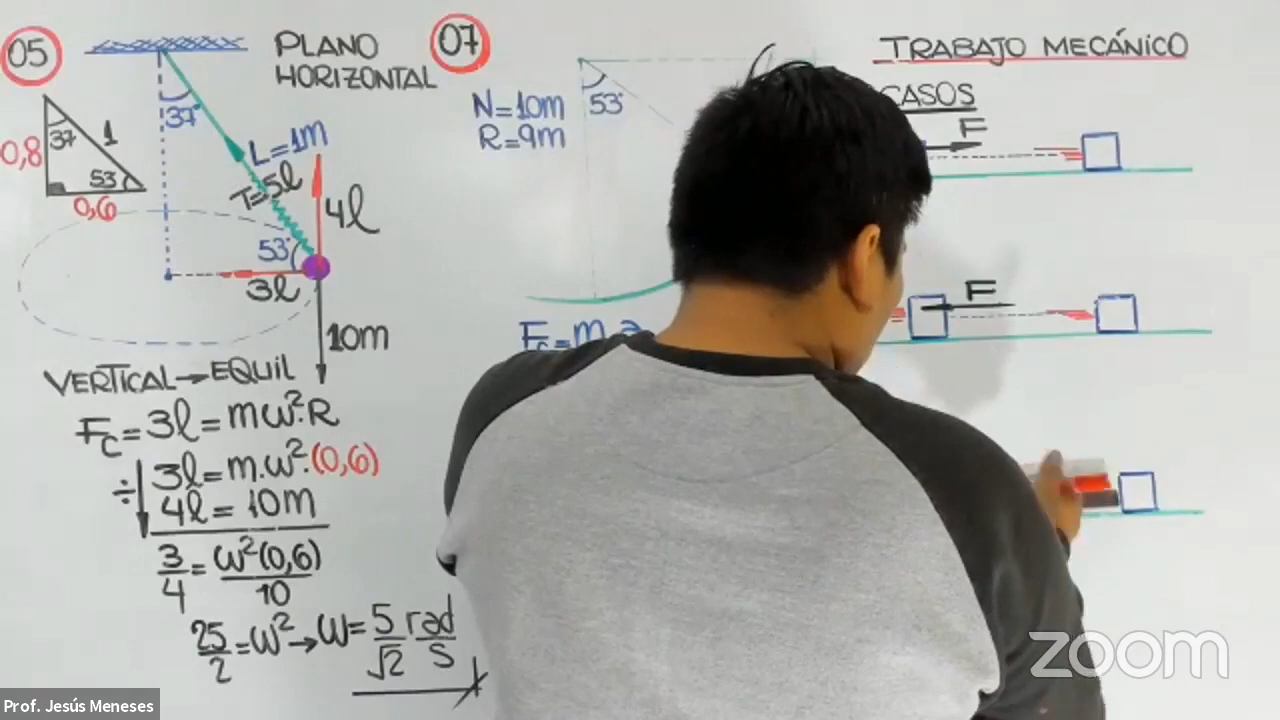 05
PLANO
HORIZONTAL
37°
37
1
0,8
53
0,6
L=1m
T=5l
4l
53°
3l
10m
VERTICAL→EQUIL
Fc=3l=mω².R
÷
3l=m.ω².(0,6)
4l=10m
3/4=ω²(0,6)/10
25/2=ω²→ω=5/√2 rad/s
07
53°
N=10m
R=9m
Fc=m.a
TRABAJO MECÁNICO
CASOS
F
F
zoom
Prof. Jesús Meneses